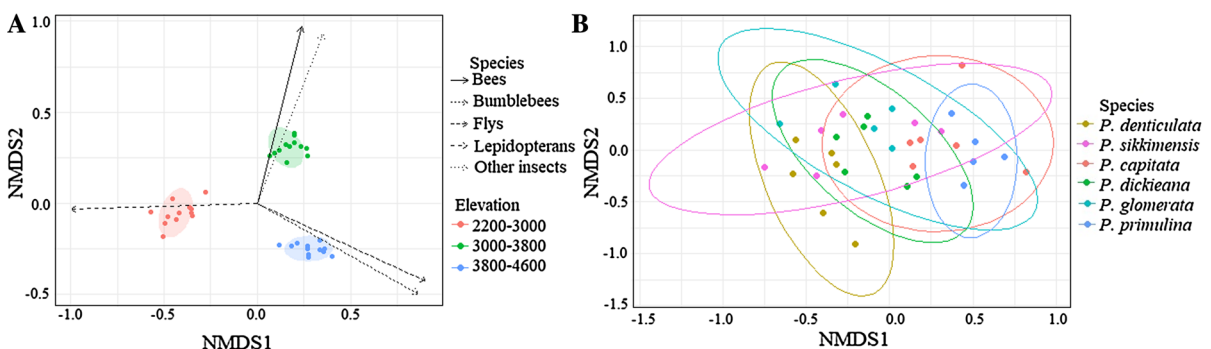 A
1.0
0.5
0.0
-0.5
-1.0
-0.5
0.0
0.5
NMDS1
NMDS2
Species
Bees
Bumblebees
Flys
Lepidopterans
Other insects
Elevation
2200-3000
3000-3800
3800-4600
B
1.0
0.5
0.0
-0.5
-1.0
-1.5
-1.5
-1.0
-0.5
0.0
0.5
1.0
NMDS1
NMDS2
Species
P. denticulata
P. sikkimensis
P. capitata
P. dickieana
P. glomerata
P. primulina